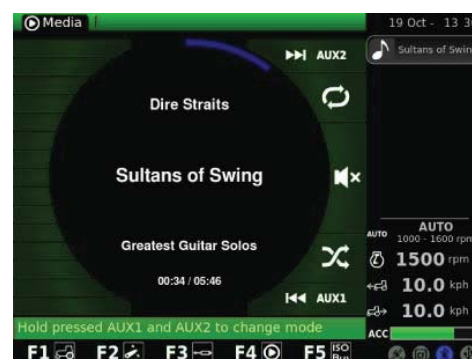 Media
19 Oct - 13 3
AUX2
Sultans of Swin
Dire Straits
Sultans of Swing
Greatest Guitar Solos
00:34 / 05:46
AUX1
AUTO
AUTO
1000 - 1600 rpm
1500 rpm
10.0 kph
10.0 kph
Hold pressed AUX1 and AUX2 to change mode
ACC
F1 F2 F3 F4 F5 ISO
Bus